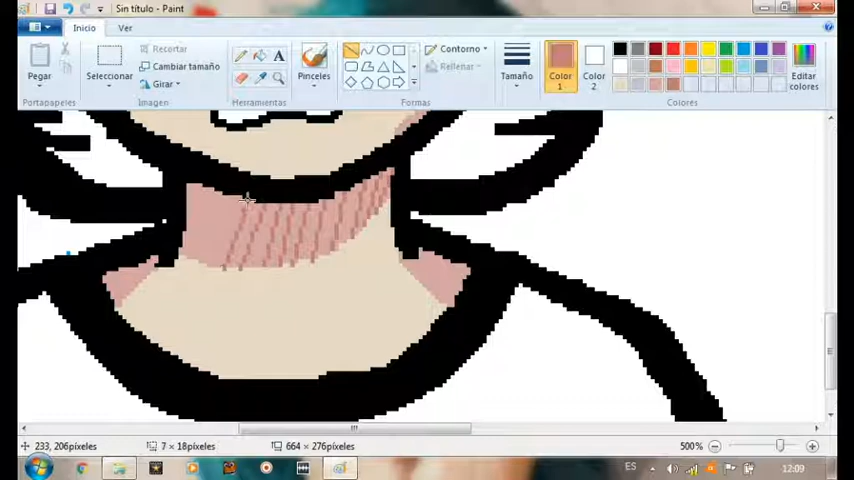 Sin título - Paint
Inicio
Ver
Pegar
Seleccionar
Recortar
Cambiar tamaño
Girar
Pinceles
Contorno
Rellenar
Tamaño
Color
1
Color
2
Editar
colores
Portapapeles
Imagen
Herramientas
Formas
Colores
233, 206píxeles
7 × 18píxeles
664 × 276píxeles
500%
ES
12:09